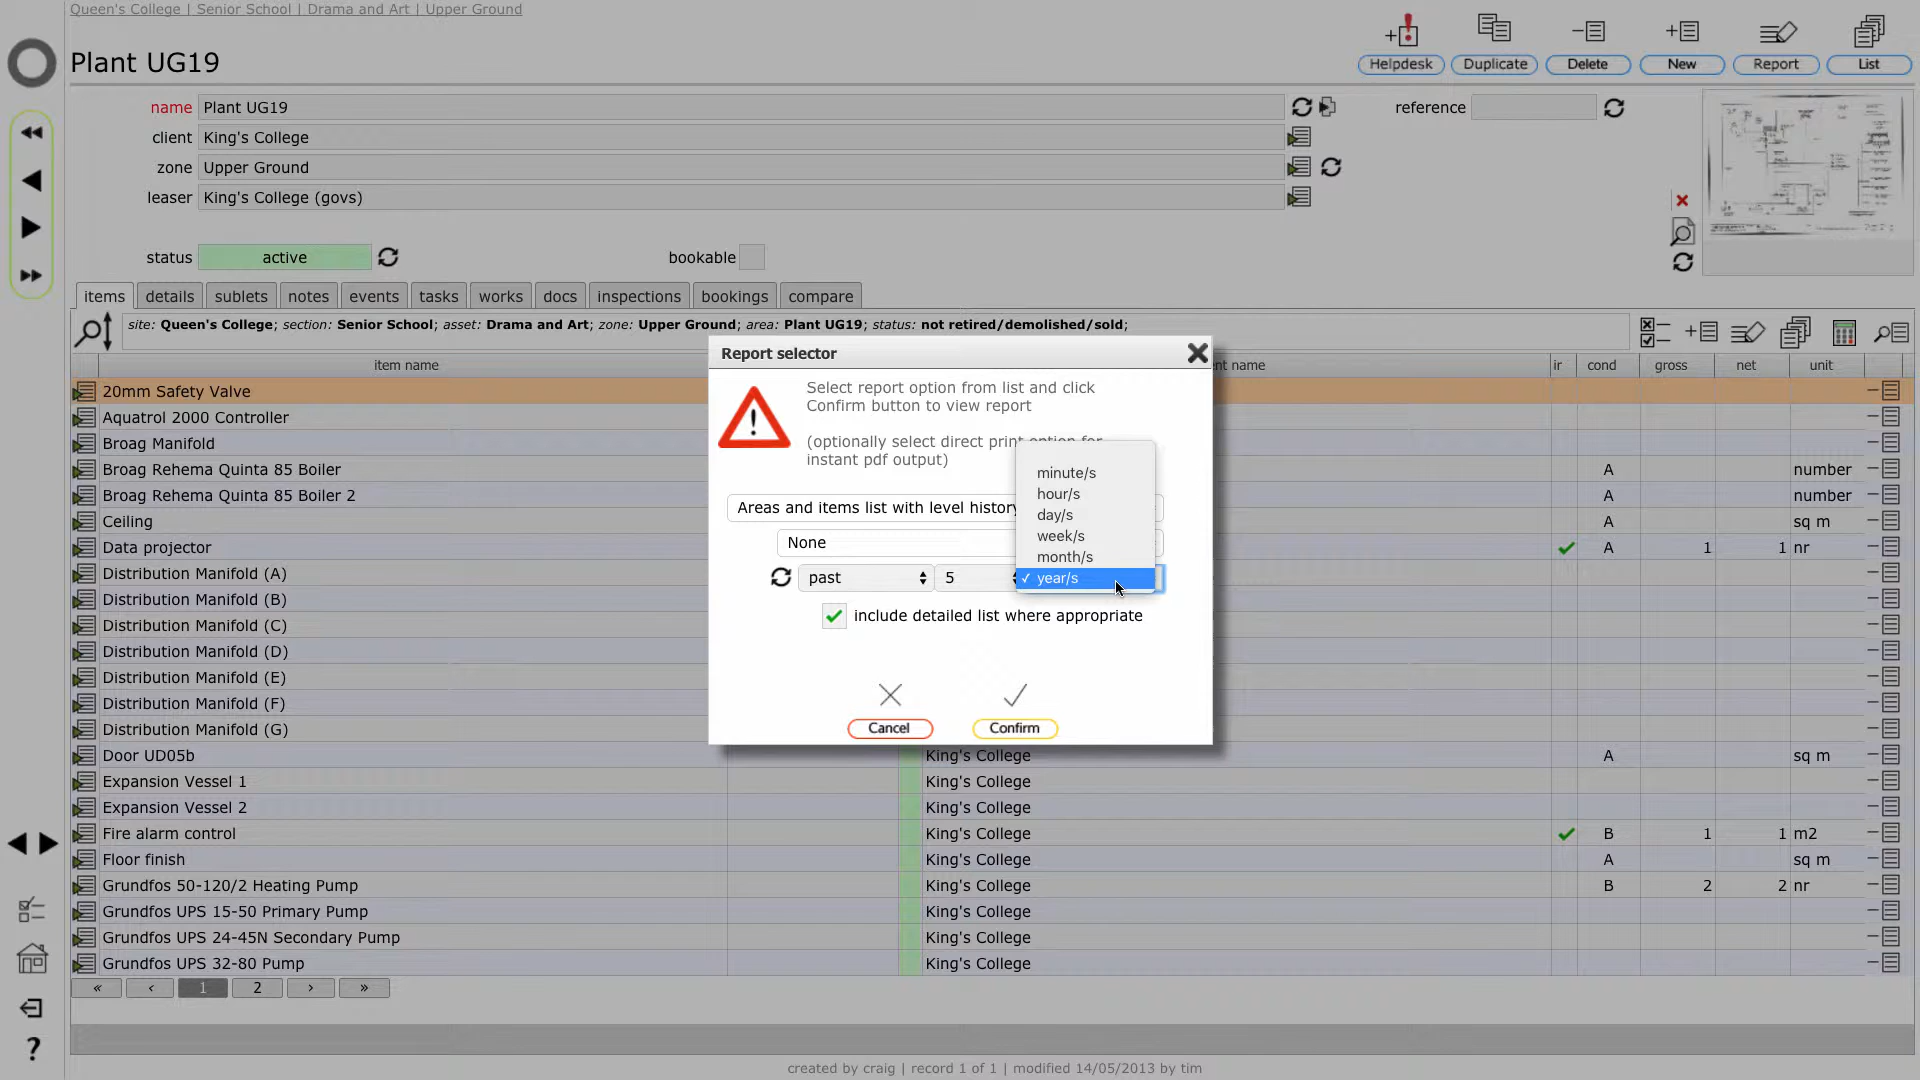 Queen's College | Senior School | Drama and Art | Upper Ground
Plant UG19
Helpdesk Duplicate Delete New Report List
name Plant UG19 reference
client King's College
zone Upper Ground
leaser King's College (govs)
status active bookable
items details sublets notes events tasks works docs inspections bookings compare
site: Queen's College; section: Senior School; asset: Drama and Art; zone: Upper Ground; area: Plant UG19; status: not retired/demolished/sold;
item name nt name ir cond gross net unit
20mm Safety Valve
Aquatrol 2000 Controller
Broag Manifold
Broag Rehema Quinta 85 Boiler A number
Broag Rehema Quinta 85 Boiler 2 A number
Ceiling A sq m
Data projector A 1 1 nr
Distribution Manifold (A)
Distribution Manifold (B)
Distribution Manifold (C)
Distribution Manifold (D)
Distribution Manifold (E)
Distribution Manifold (F)
Distribution Manifold (G)
Door UD05b King's College A sq m
Expansion Vessel 1 King's College
Expansion Vessel 2 King's College
Fire alarm control King's College B 1 1 m2
Floor finish King's College A sq m
Grundfos 50-120/2 Heating Pump King's College B 2 2 nr
Grundfos UPS 15-50 Primary Pump King's College
Grundfos UPS 24-45N Secondary Pump King's College
Grundfos UPS 32-80 Pump King's College
« ‹ 1 2 › »
Report selector
Select report option from list and click
Confirm button to view report
(optionally select direct print option for
instant pdf output)
Areas and items list with level history
None
past 5
minute/s
hour/s
day/s
week/s
month/s
✓ year/s
include detailed list where appropriate
Cancel Confirm
?
created by craig | record 1 of 1 | modified 14/05/2013 by tim